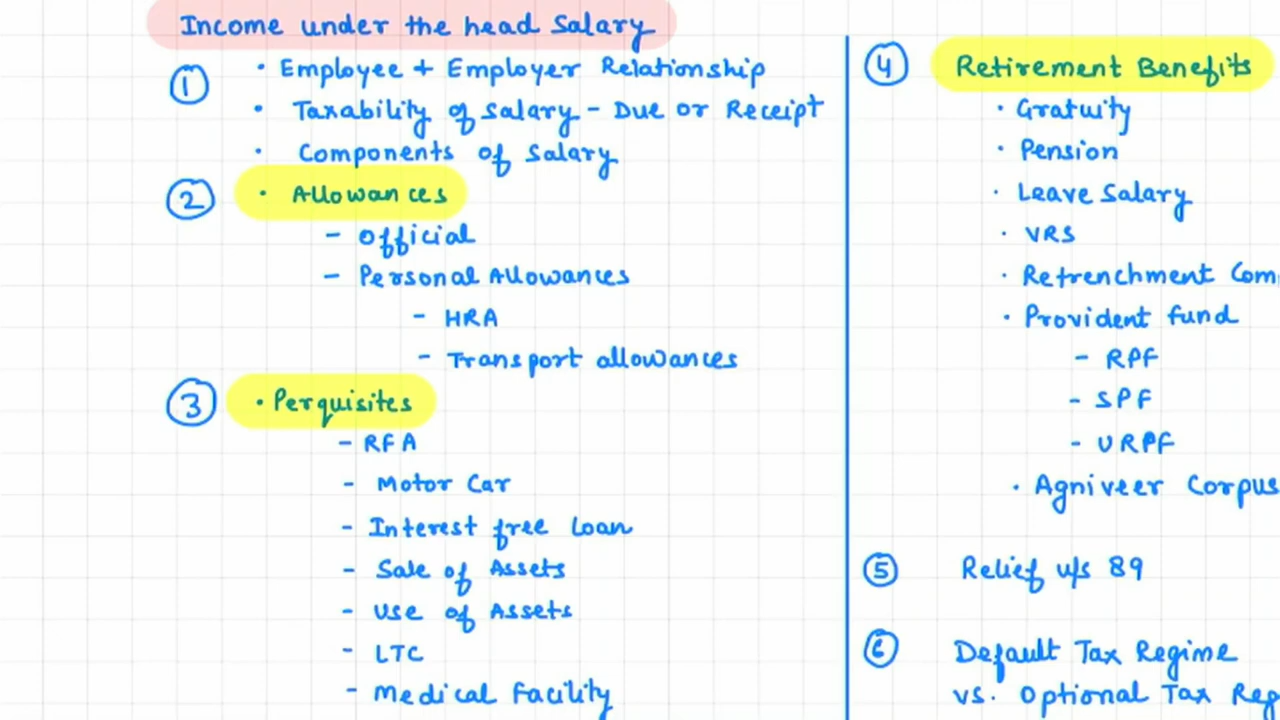 Income under the head Salary
① • Employee + Employer Relationship
• Taxability of Salary - Due or Receipt
• Components of Salary
② • Allowances
- Official
- Personal Allowances
- HRA
- Transport allowances
③ • Perquisites
- RFA
- Motor Car
- Interest free Loan
- Sale of Assets
- Use of Assets
- LTC
- Medical Facility
④ Retirement Benefits
• Gratuity
• Pension
• Leave Salary
• VRS
• Retrenchment Com
• Provident fund
- RPF
- SPF
- URPF
• Agniveer Corpus
⑤ Relief u/s 89
⑥ Default Tax Regime
vs. Optional Tax Reg